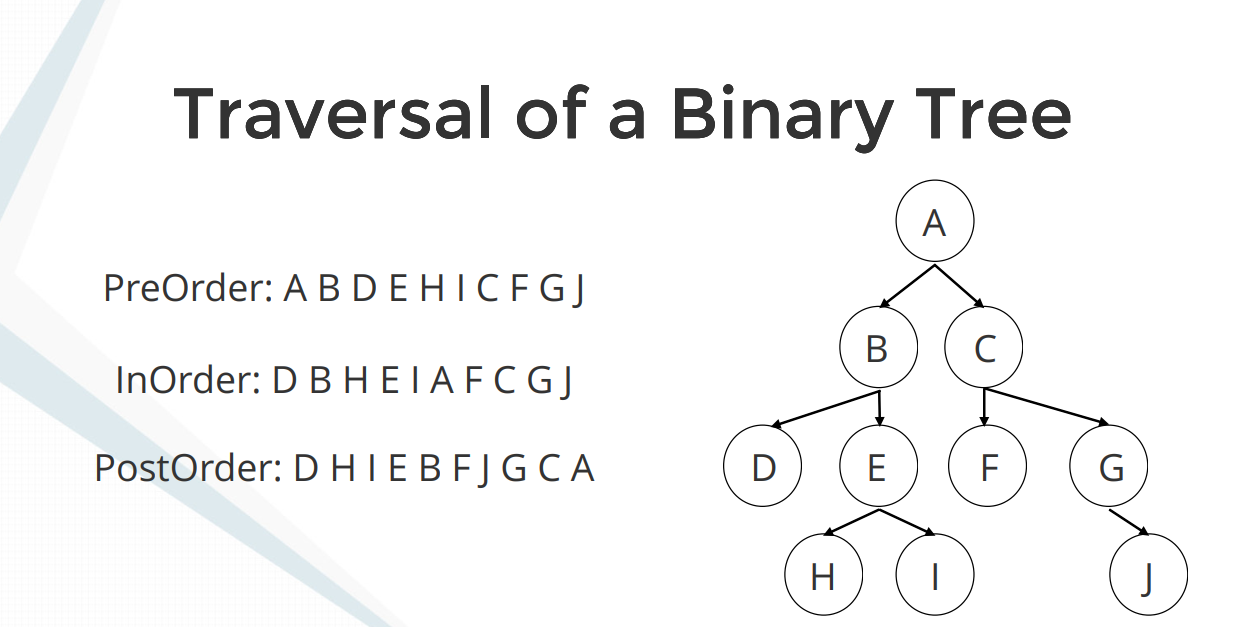 Traversal of a Binary Tree
PreOrder: A B D E H I C F G J
InOrder: D B H E I A F C G J
PostOrder: D H I E B F J G C A
A
B C
D E F G
H I J